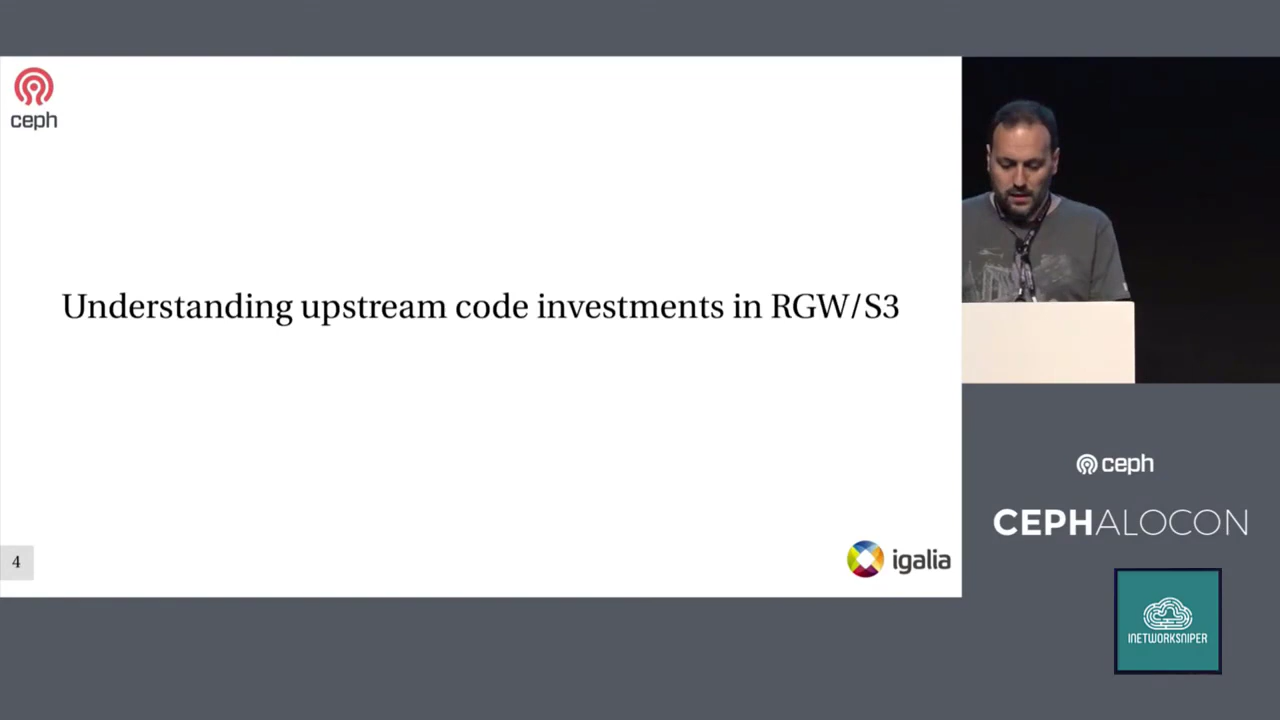 ceph
Understanding upstream code investments in RGW/S3
4
igalia
ceph
CEPHALOCON
INETWORKSNIPER